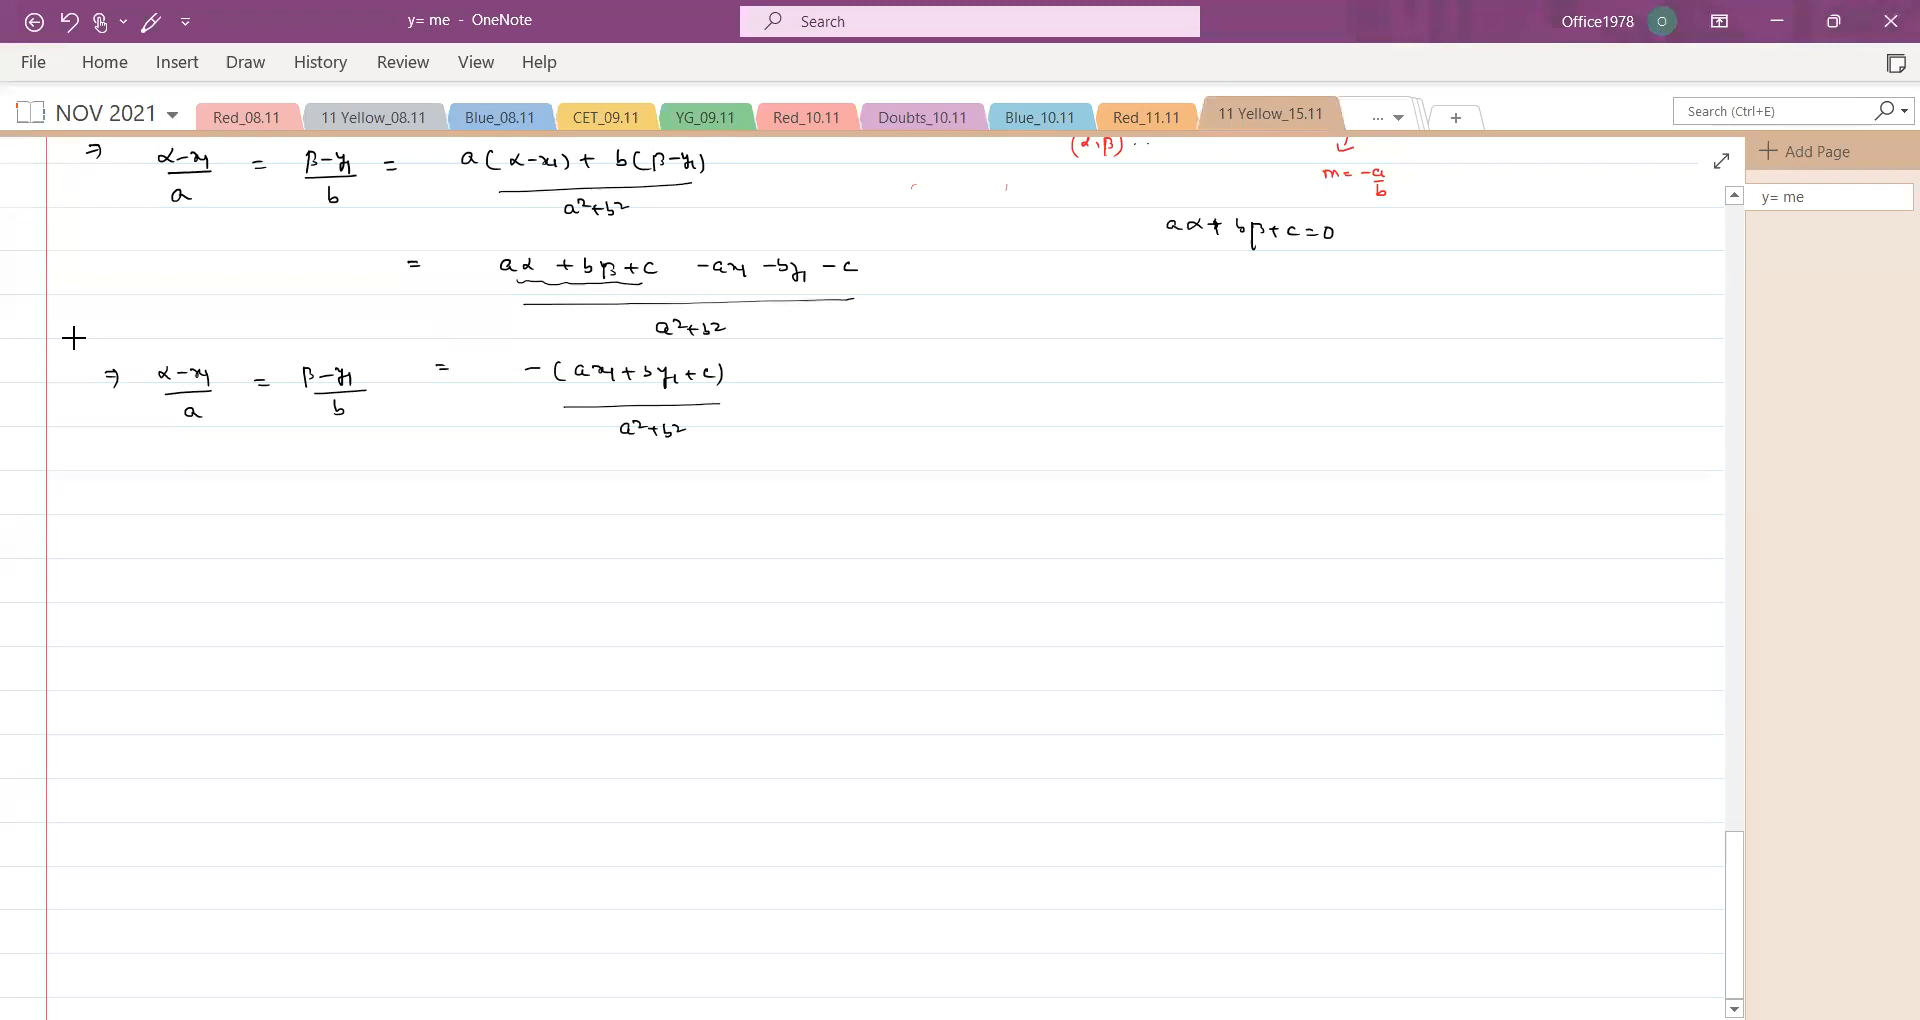 y= me - OneNote
Search
Office1978
O
File Home Insert Draw History Review View Help
NOV 2021
Red_08.11 11 Yellow_08.11 Blue_08.11 CET_09.11 YG_09.11 Red_10.11 Doubts_10.11 Blue_10.11 Red_11.11 11 Yellow_15.11 ... +
Search (Ctrl+E)
Add Page
y= me
(α,β) ..
m = -a/b
⇒ (α-x₁)/a = (β-y₁)/b = (a(α-x₁) + b(β-y₁))/(a²+b²)
aα + bβ + c = 0
= (aα + bβ + c - ax₁ - by₁ - c)/(a²+b²)
⇒ (α-x₁)/a = (β-y₁)/b = -(ax₁ + by₁ + c)/(a²+b²)